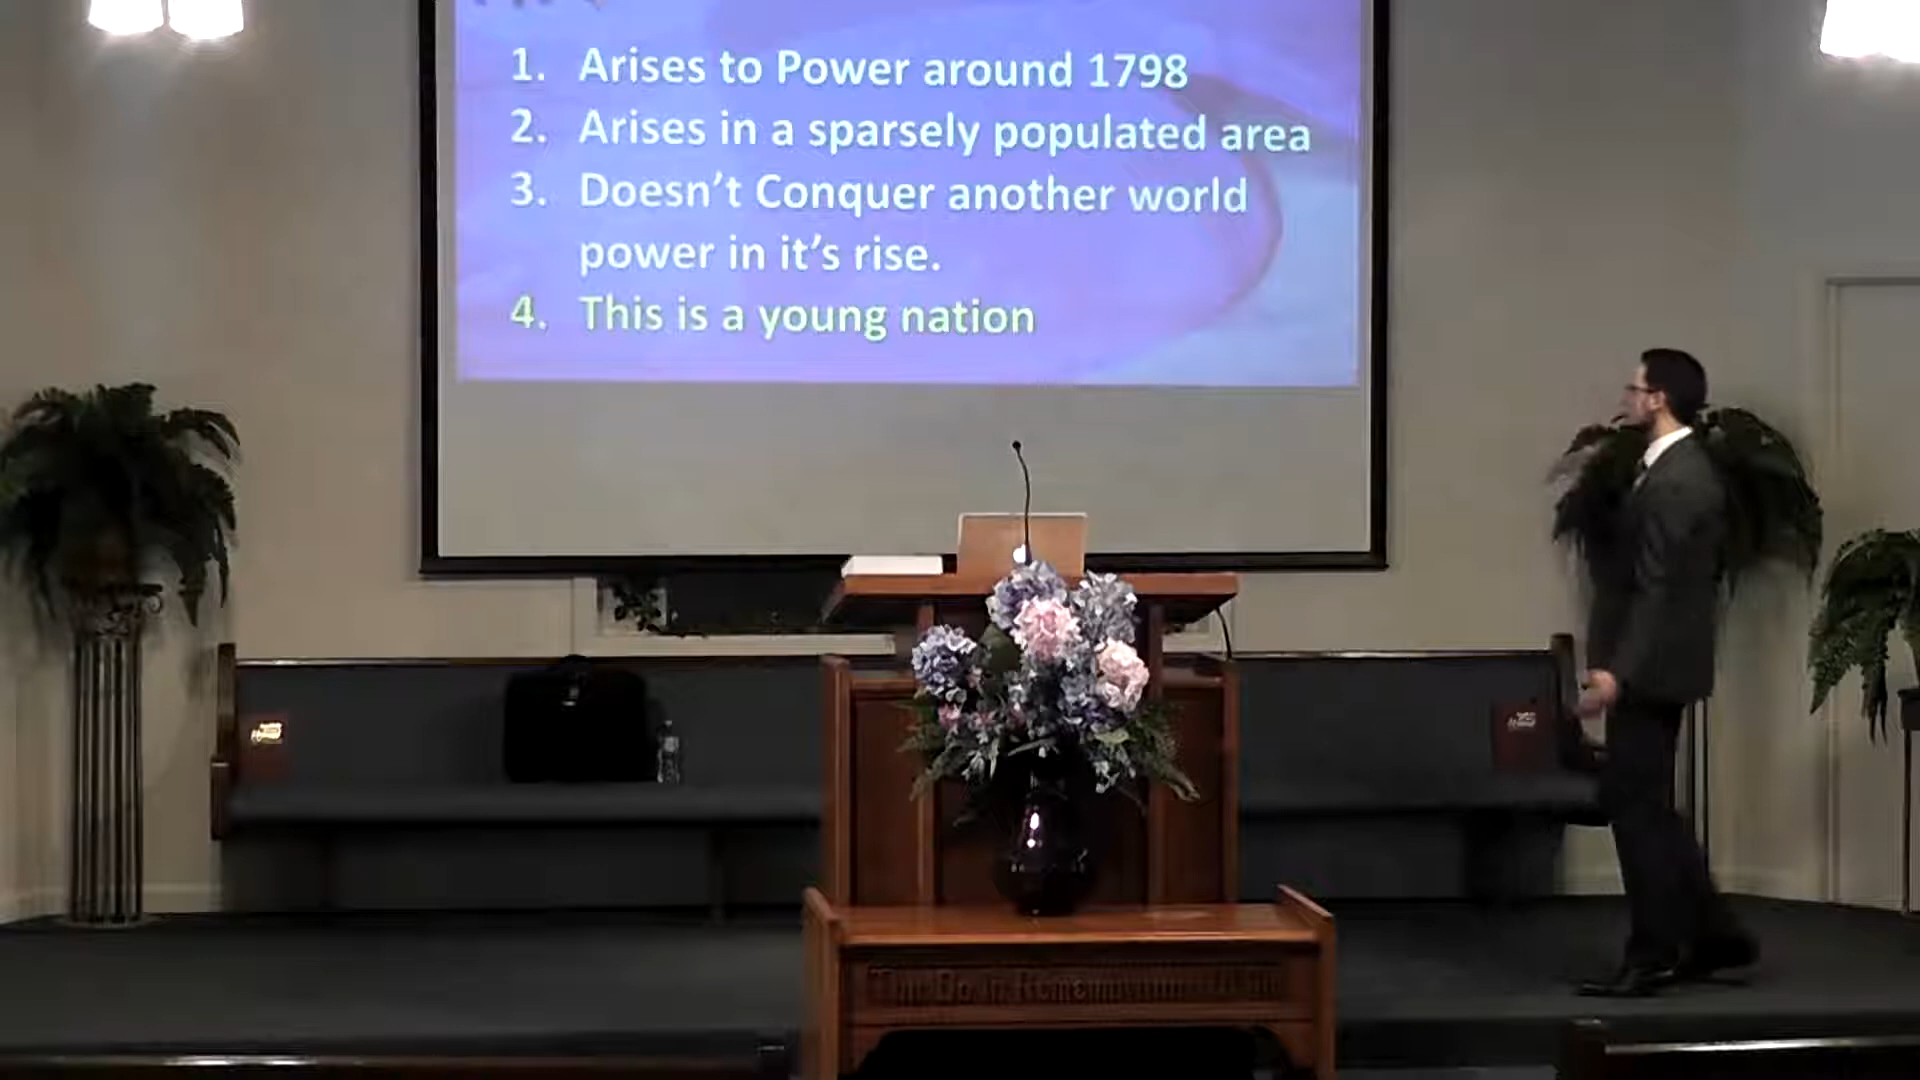 1. Arises to Power around 1798
2. Arises in a sparsely populated area
3. Doesn’t Conquer another world
power in it’s rise.
4. This is a young nation